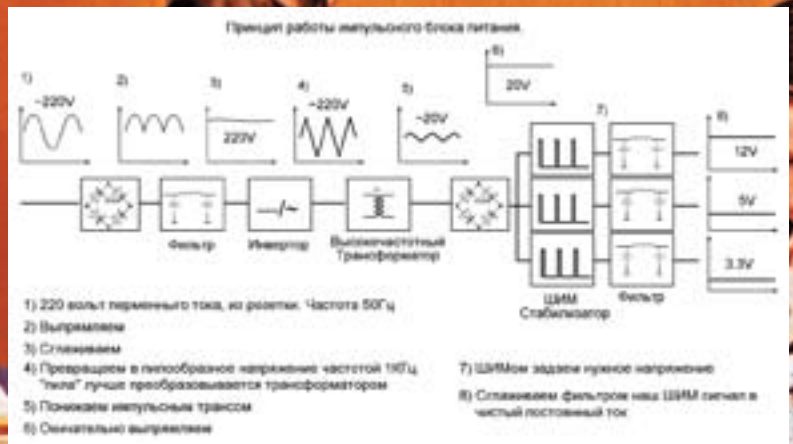 Принцип работы импульсного блока питания.
1)
~220V
2)
3)
220V
4)
~220V
5)
~20V
6)
20V
7)
8)
12V
5V
3.3V
Фильтр
Инвертор
Высокочастотный
Трансформатор
ШИМ
Стабилизатор
Фильтр
1) 220 вольт перменного тока, из розетки. Частота 50Гц
2) Выпрямляем
3) Сглаживаем
4) Превращаем в пилообразное напряжение частотой 1КГц
"пила" лучше преобразовывается трансформатором
5) Понижаем импульсным трансом
6) Окончательно выпрямляем
7) ШИМом задаем нужное напряжение
8) Сглаживаем фильтром наш ШИМ сигнал в
чистый постоянный ток